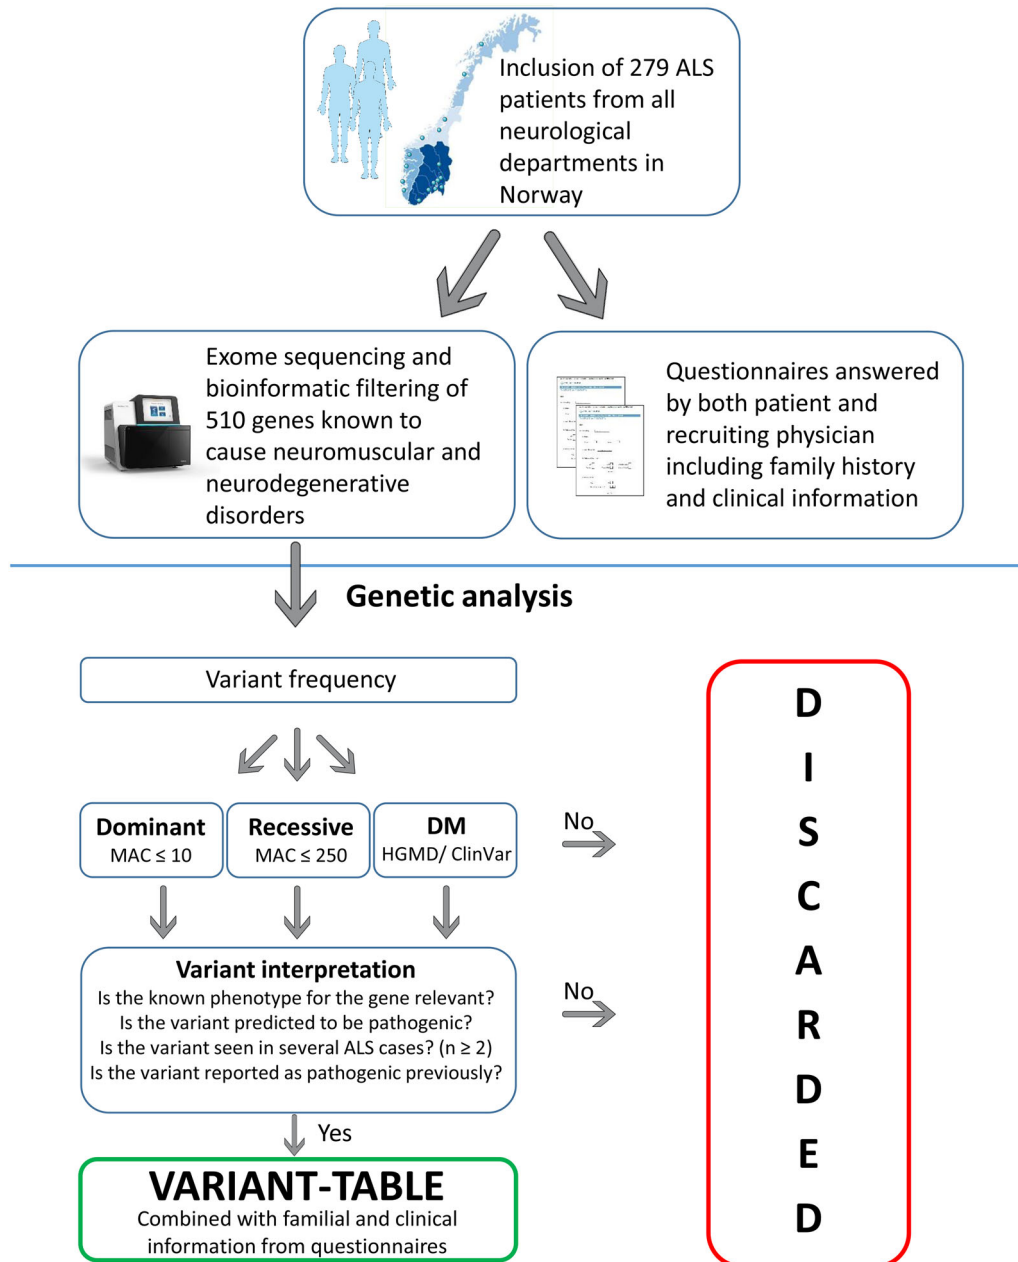 Inclusion of 279 ALS
patients from all
neurological
departments in
Norway
Exome sequencing and
bioinformatic filtering of
510 genes known to
cause neuromuscular and
neurodegenerative
disorders
Questionnaires answered
by both patient and
recruiting physician
including family history
and clinical information
Genetic analysis
Variant frequency
Dominant
MAC ≤ 10
Recessive
MAC ≤ 250
DM
HGMD/ ClinVar
No
Variant interpretation
Is the known phenotype for the gene relevant?
Is the variant predicted to be pathogenic?
Is the variant seen in several ALS cases? (n ≥ 2)
Is the variant reported as pathogenic previously?
No
Yes
VARIANT-TABLE
Combined with familial and clinical
information from questionnaires
D
I
S
C
A
R
D
E
D